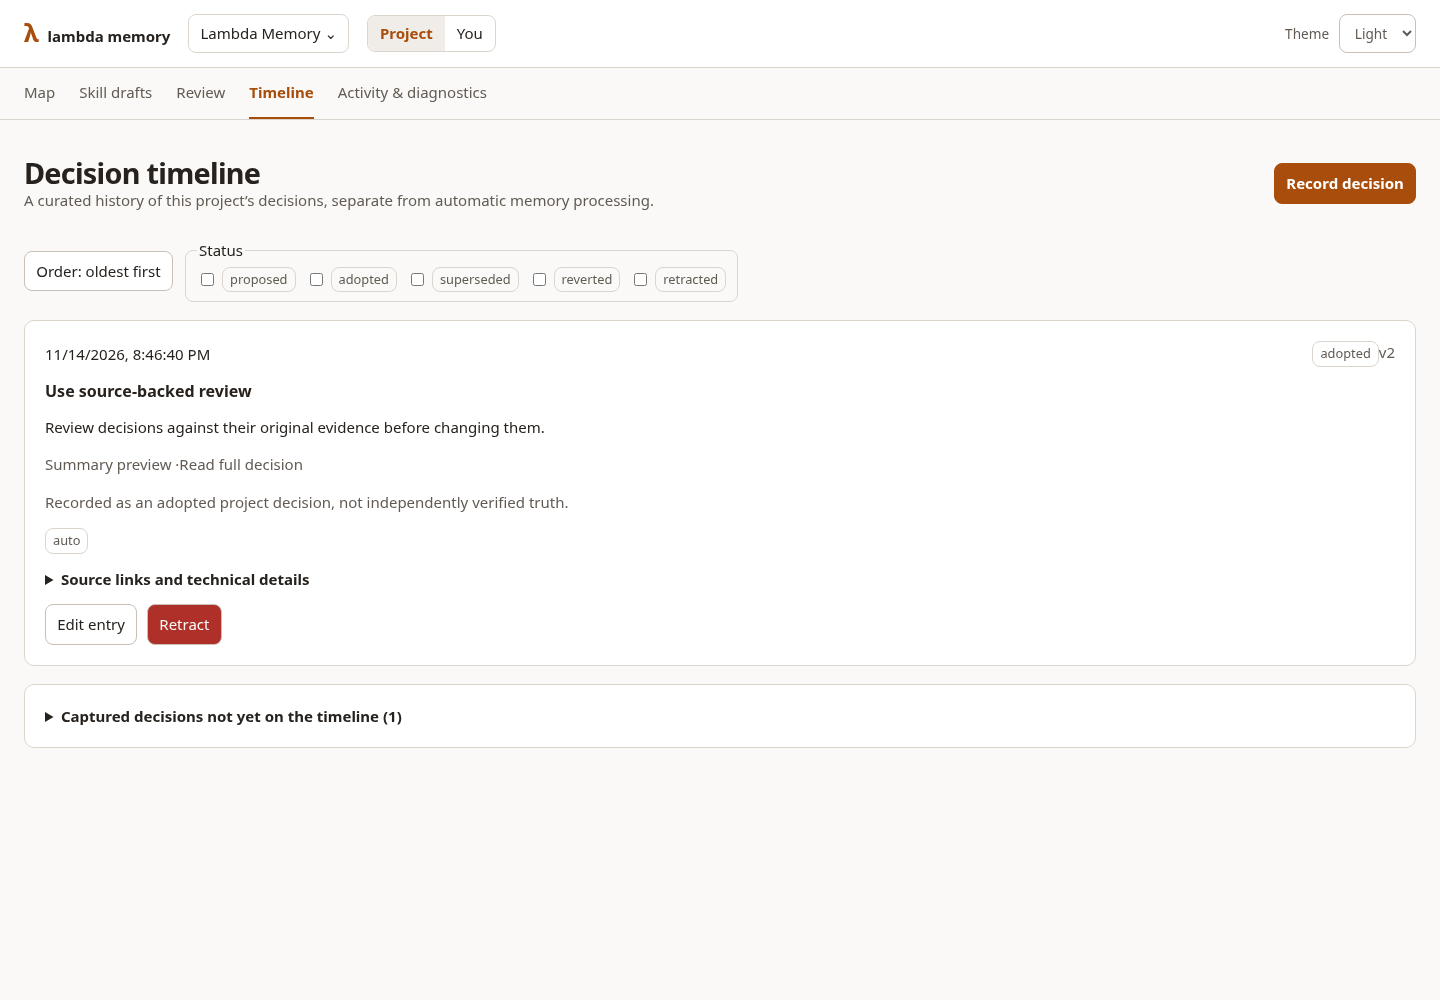 λ lambda memory Lambda Memory ⌄ Project You Theme Light
Map Skill drafts Review Timeline Activity & diagnostics
Decision timeline
A curated history of this project’s decisions, separate from automatic memory processing.
Record decision
Order: oldest first
Status
proposed adopted superseded reverted retracted
11/14/2026, 8:46:40 PM adopted v2
Use source-backed review
Review decisions against their original evidence before changing them.
Summary preview ·Read full decision
Recorded as an adopted project decision, not independently verified truth.
auto
Source links and technical details
Edit entry Retract
Captured decisions not yet on the timeline (1)